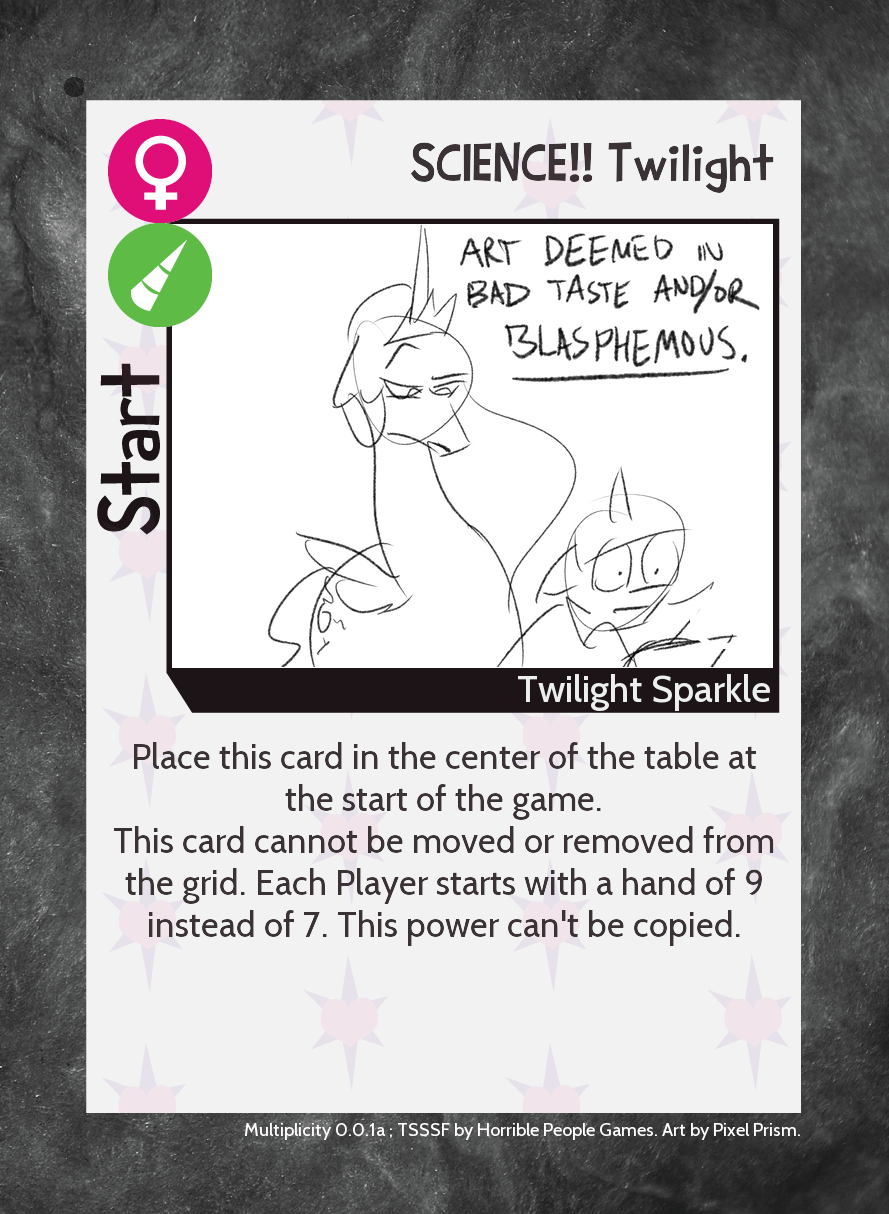 SCIENCE!! Twilight
ART DEEMED IN
BAD TASTE AND/OR
BLASPHEMOUS.
Start
Twilight Sparkle
Place this card in the center of the table at
the start of the game.
This card cannot be moved or removed from
the grid. Each Player starts with a hand of 9
instead of 7. This power can't be copied.
Multiplicity 0.0.1a ; TSSSF by Horrible People Games. Art by Pixel Prism.